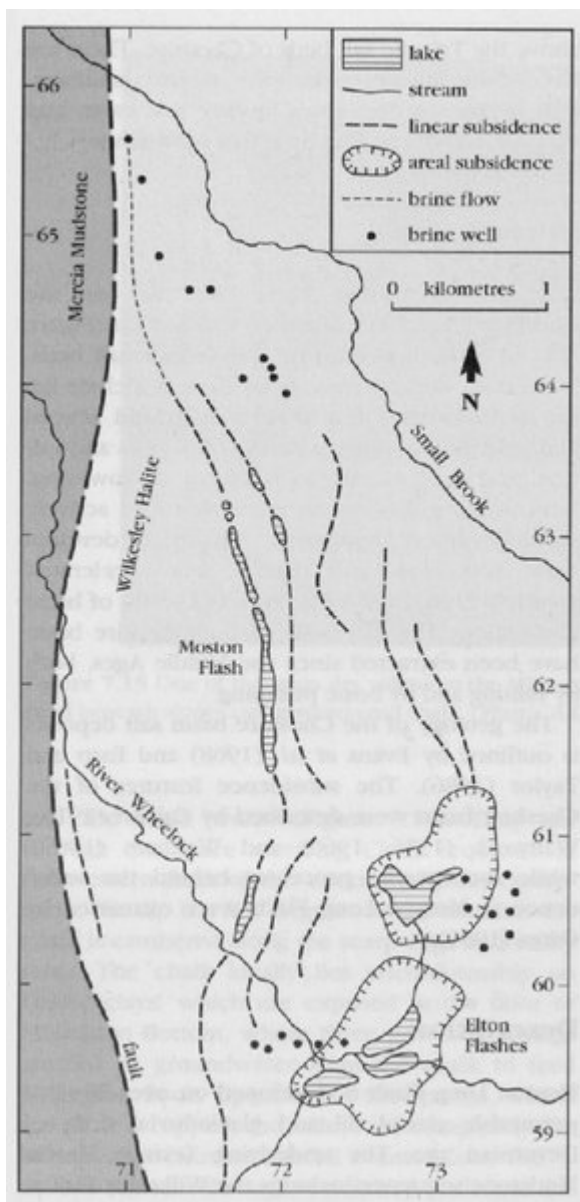 lake
stream
linear subsidence
areal subsidence
brine flow
brine well
0 kilometres 1
N
66
65
64
63
62
61
60
59
71
72
73
Mercia Mudstone
Wilkesley Halite
Small Brook
Moston
Flash
River Wheelock
Elton
Flashes
fault